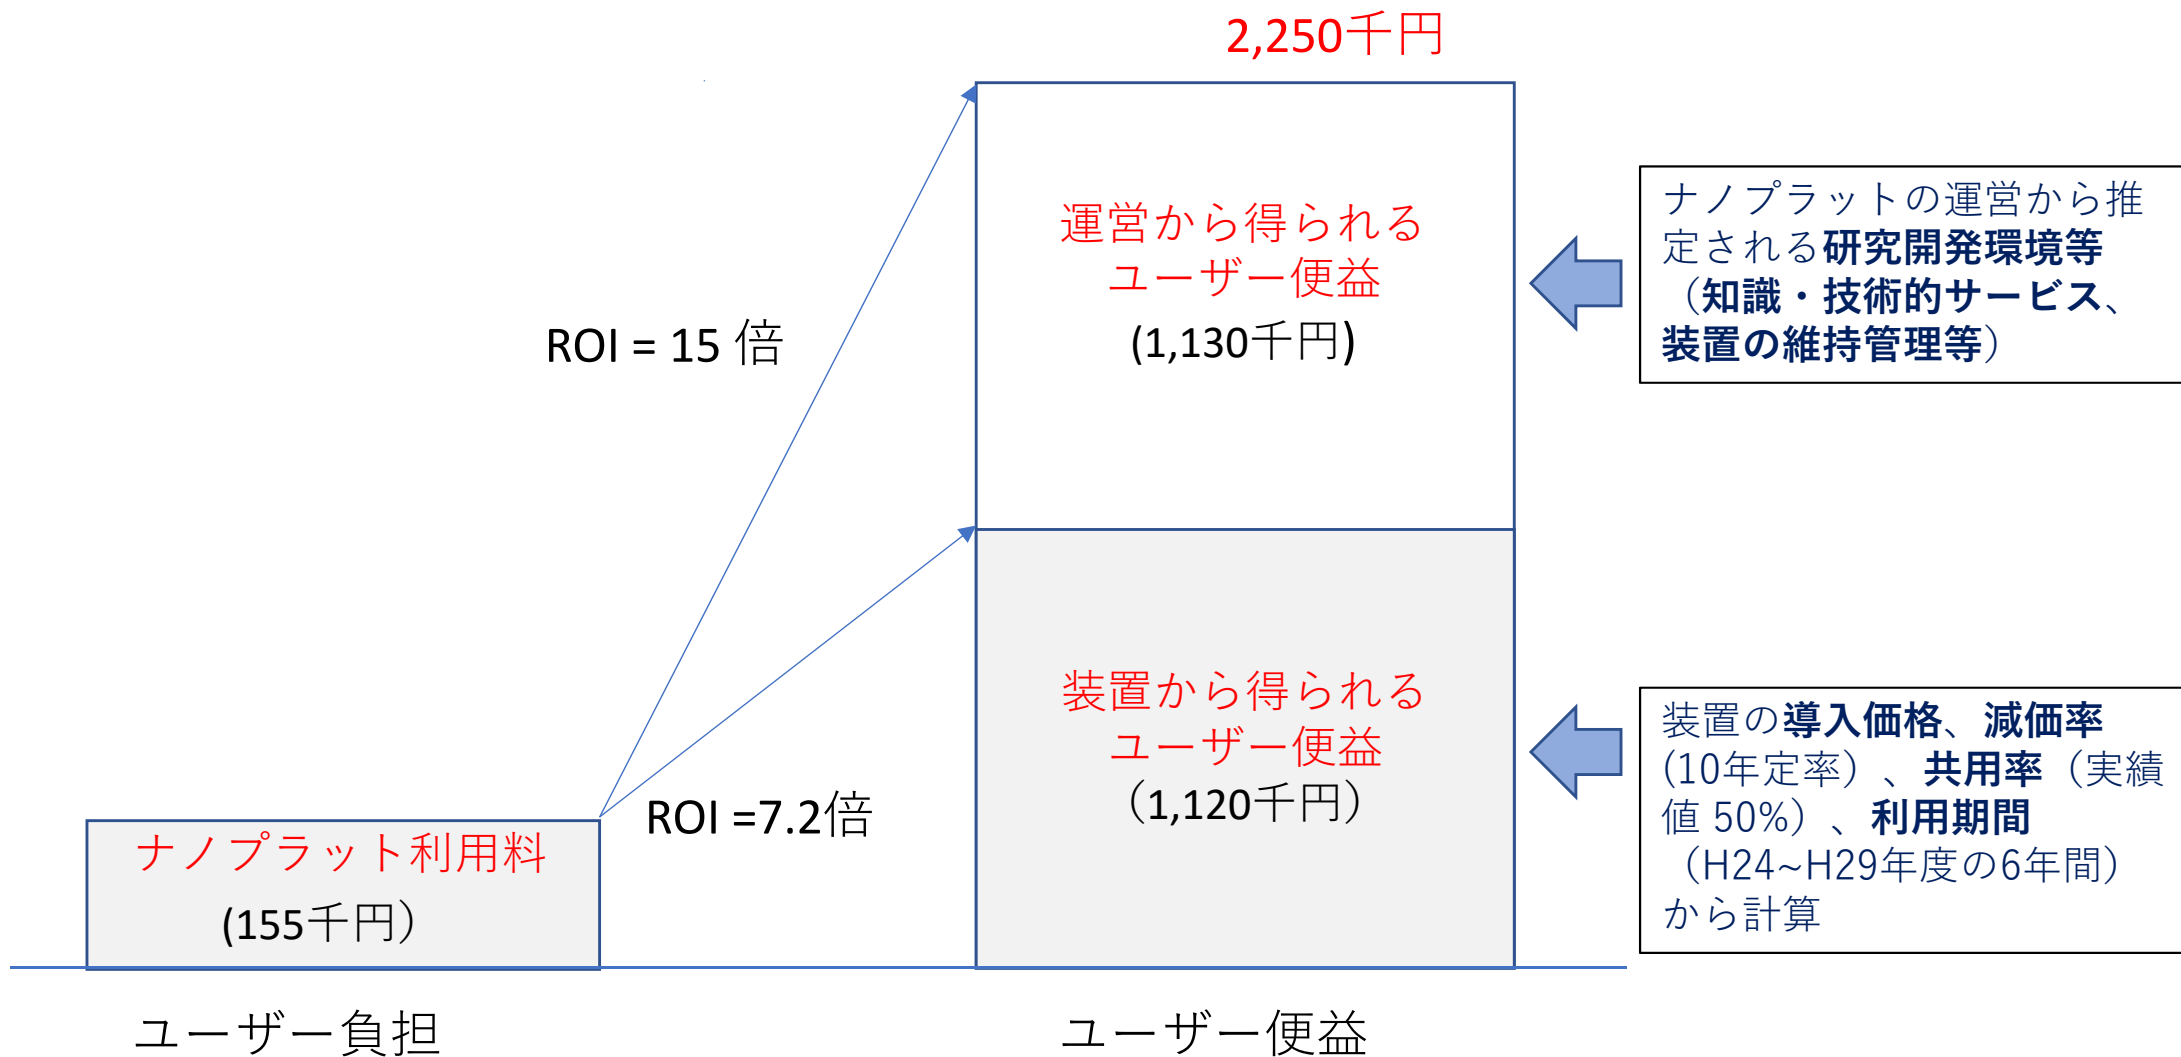 2,250千円
運営から得られる
ユーザー便益
(1,130千円)
ナノプラットの運営から推
定される研究開発環境等
（知識・技術的サービス、
装置の維持管理等）
ROI = 15 倍
装置から得られる
ユーザー便益
（1,120千円）
装置の導入価格、減価率
(10年定率）、共用率（実績
値 50%）、利用期間
（H24~H29年度の6年間）
から計算
ROI =7.2倍
ナノプラット利用料
(155千円）
ユーザー負担
ユーザー便益